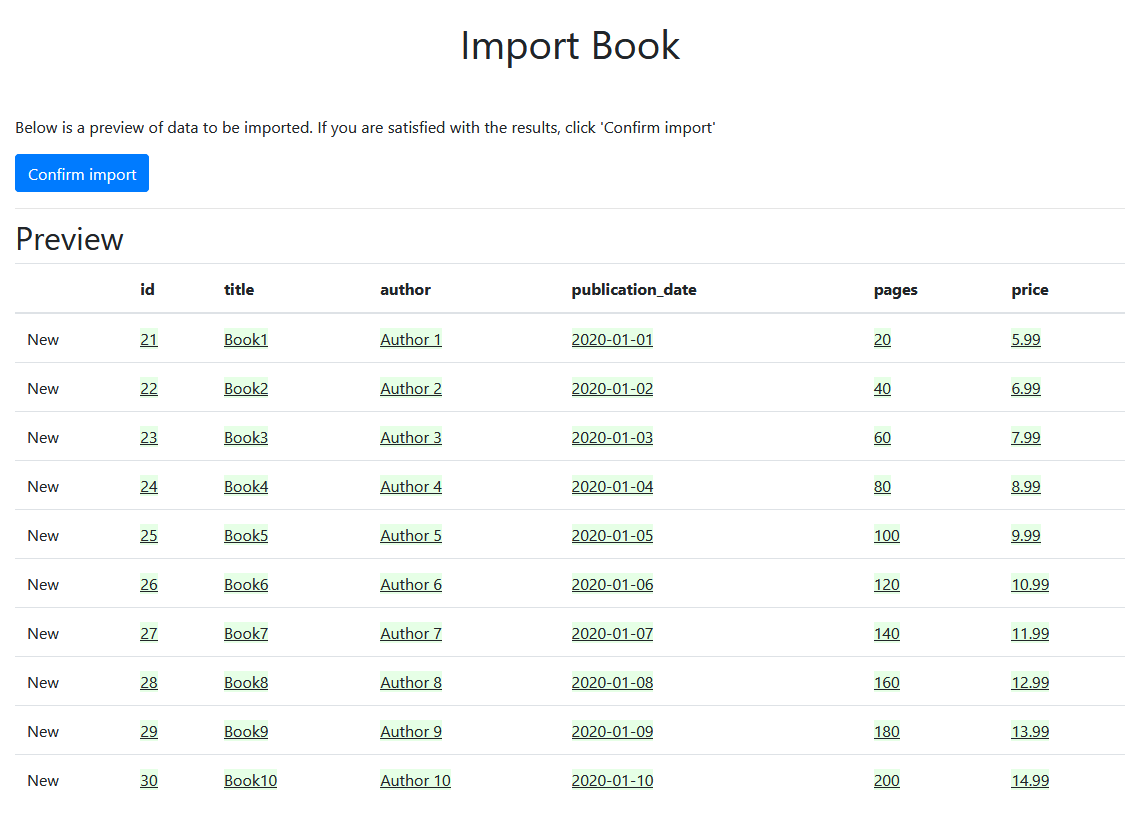 Import Book
Below is a preview of data to be imported. If you are satisfied with the results, click 'Confirm import'
Confirm import
Preview
id title author publication_date pages price
New 21 Book1 Author 1 2020-01-01 20 5.99
New 22 Book2 Author 2 2020-01-02 40 6.99
New 23 Book3 Author 3 2020-01-03 60 7.99
New 24 Book4 Author 4 2020-01-04 80 8.99
New 25 Book5 Author 5 2020-01-05 100 9.99
New 26 Book6 Author 6 2020-01-06 120 10.99
New 27 Book7 Author 7 2020-01-07 140 11.99
New 28 Book8 Author 8 2020-01-08 160 12.99
New 29 Book9 Author 9 2020-01-09 180 13.99
New 30 Book10 Author 10 2020-01-10 200 14.99